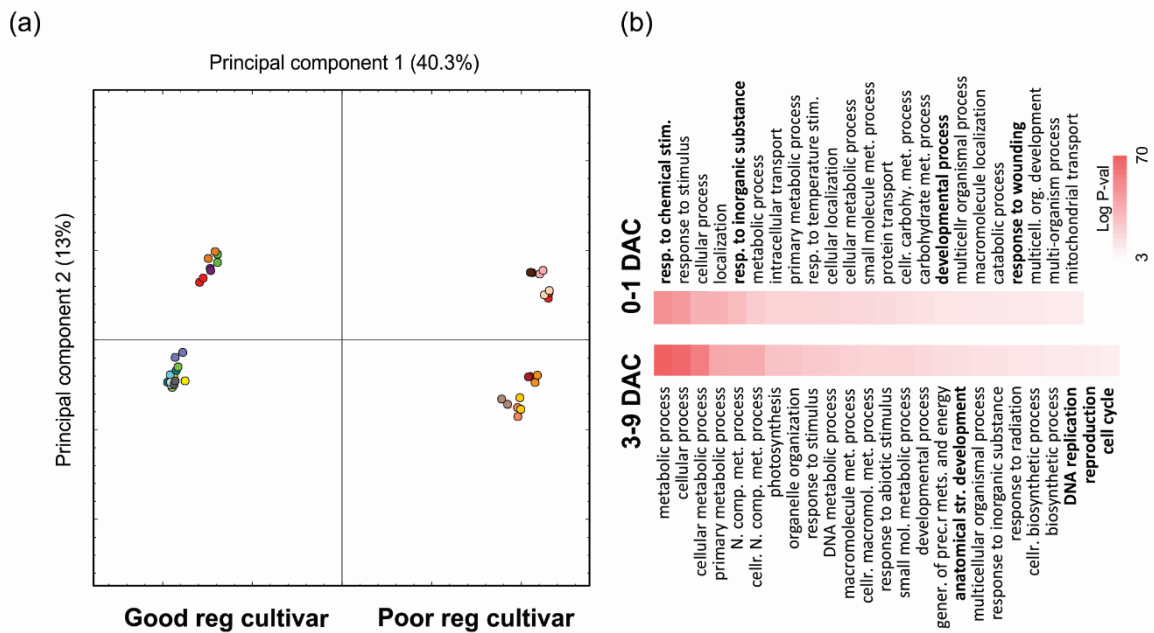 (a)
Principal component 1 (40.3%)
Principal component 2 (13%)
Good reg cultivar
Poor reg cultivar
(b)
0-1 DAC
resp. to chemical stim.
response to stimulus
cellular process
localization
resp. to inorganic substance
metabolic process
intracellular transport
primary metabolic process
resp. to temperature stim.
cellular localization
cellular metabolic process
small molecule met. process
protein transport
cellr. carbohy. met. process
carbohydrate met. process
developmental process
multicellr organismal process
macromolecule localization
catabolic process
response to wounding
multicell. org. development
multi-organism process
mitochondrial transport
Log P-val
70
3
3-9 DAC
metabolic process
cellular process
cellular metabolic process
primary metabolic process
N. comp. met. process
cellr. N. comp. met. process
photosynthesis
organelle organization
response to stimulus
DNA metabolic process
macromolecule met. process
cellr. macromol. met. process
response to abiotic stimulus
small mol. metabolic process
developmental process
gener. of prec.r mets. and energy
anatomical str. development
multicellular organismal process
response to inorganic substance
response to radiation
cellr. biosynthetic process
biosynthetic process
DNA replication
reproduction
cell cycle